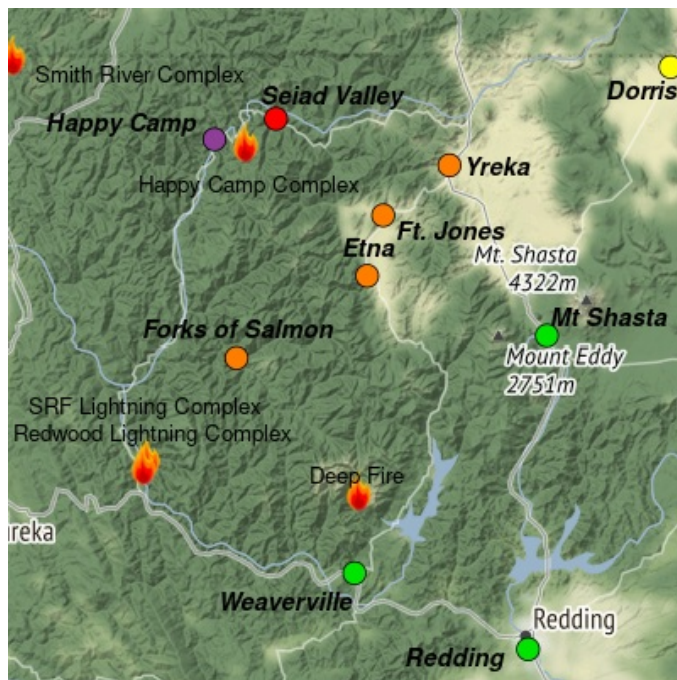 Smith River Complex
Dorris
Seiad Valley
Happy Camp
Yreka
Happy Camp Complex
Ft. Jones
Etna
Mt. Shasta
4322m
Mt Shasta
Forks of Salmon
Mount Eddy
2751m
SRF Lightning Complex
Redwood Lightning Complex
Deep Fire
ureka
Weaverville
Redding
Redding